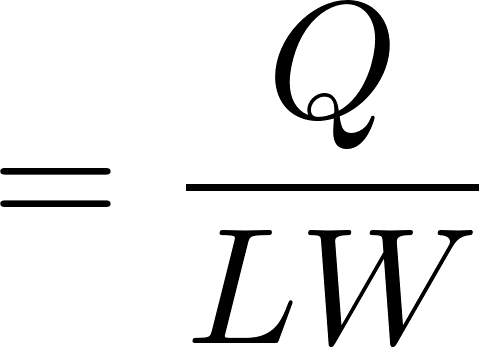 = Q / LW